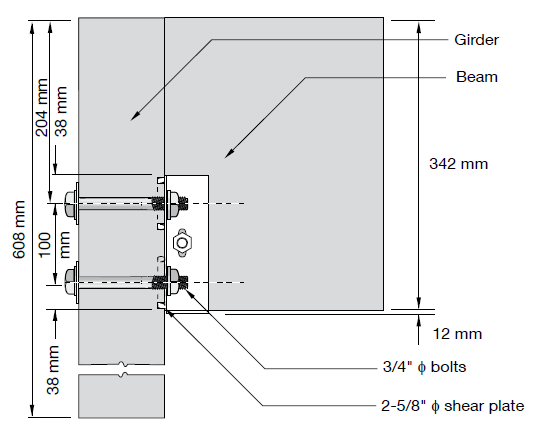 Girder
Beam
204 mm
38 mm
342 mm
608 mm
100
mm
12 mm
38 mm
3/4" ϕ bolts
2-5/8" ϕ shear plate